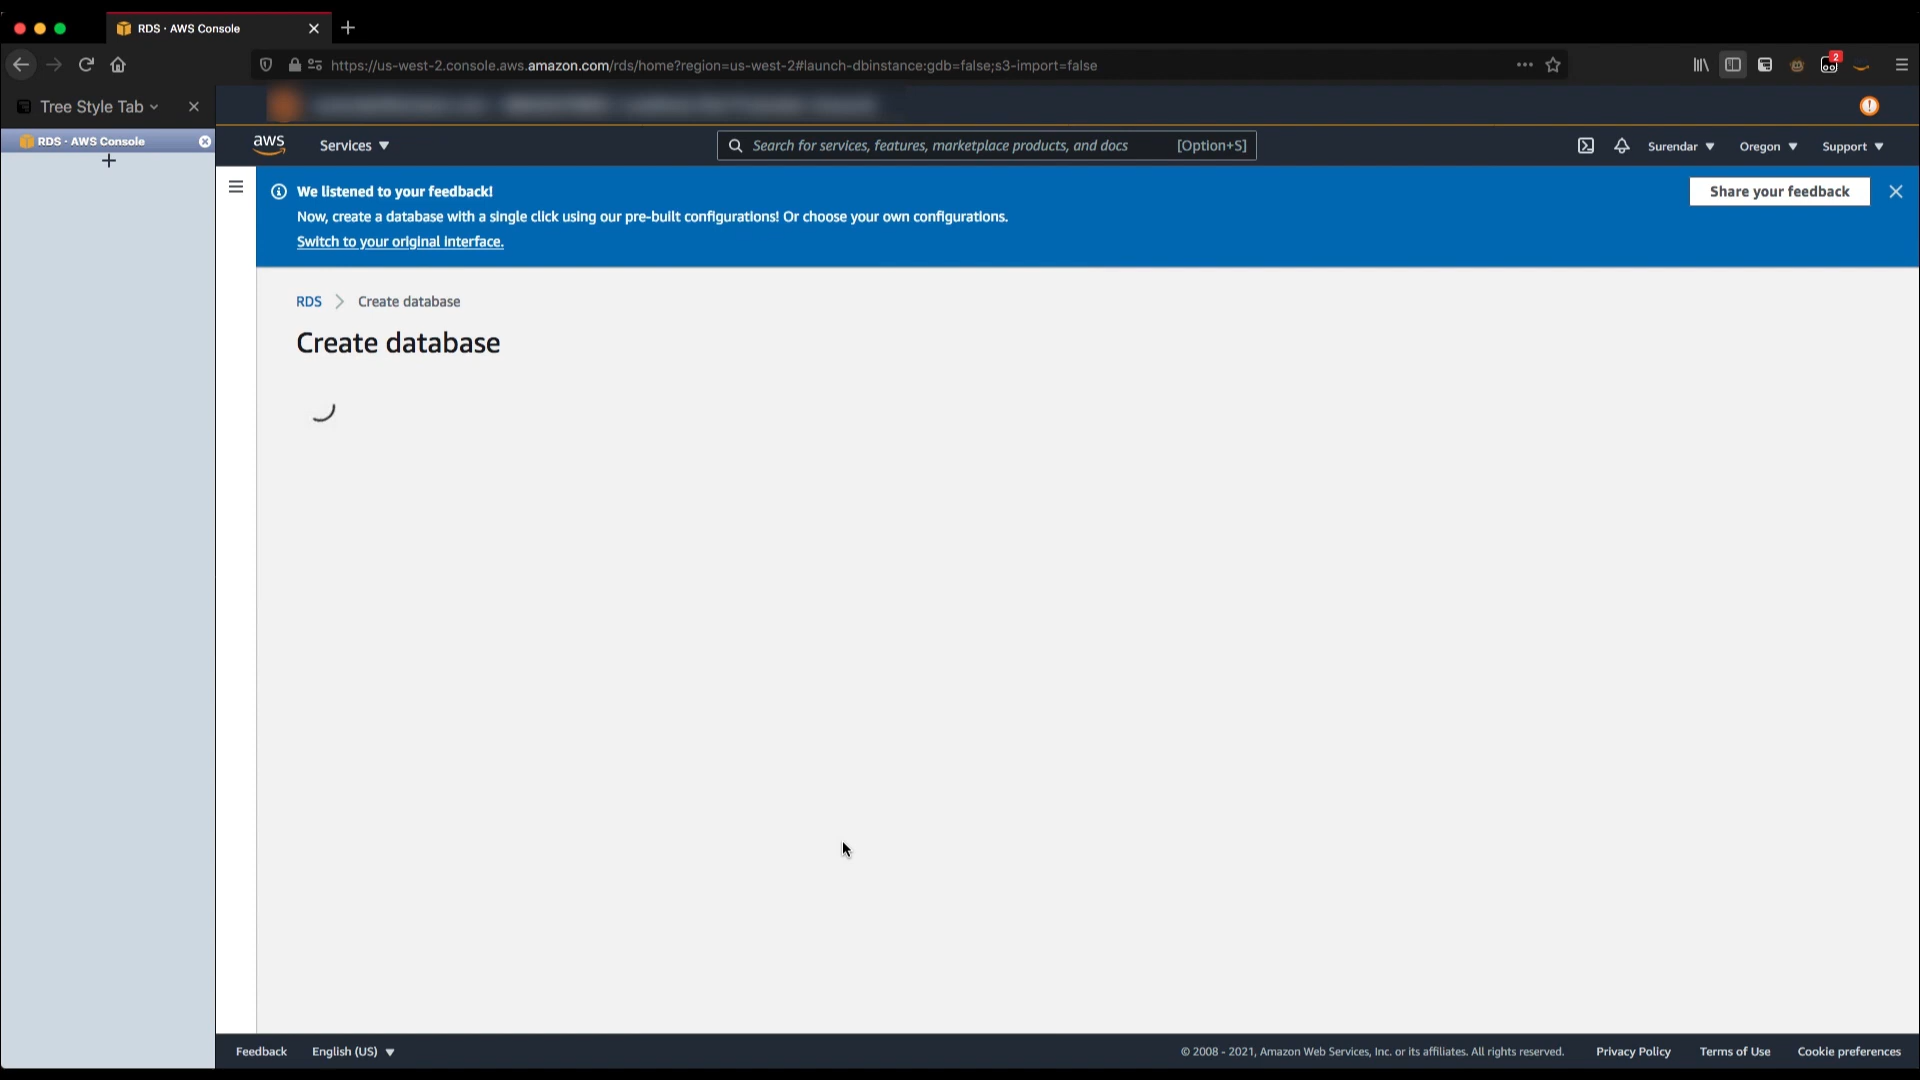 RDS · AWS Console
https://us-west-2.console.aws.amazon.com/rds/home?region=us-west-2#launch-dbinstance:gdb=false;s3-import=false
2
Tree Style Tab
RDS · AWS Console
aws
Services
Search for services, features, marketplace products, and docs
[Option+S]
Surendar
Oregon
Support
We listened to your feedback!
Now, create a database with a single click using our pre-built configurations! Or choose your own configurations.
Switch to your original interface.
Share your feedback
RDS
Create database
Create database
Feedback
English (US)
© 2008 - 2021, Amazon Web Services, Inc. or its affiliates. All rights reserved.
Privacy Policy
Terms of Use
Cookie preferences